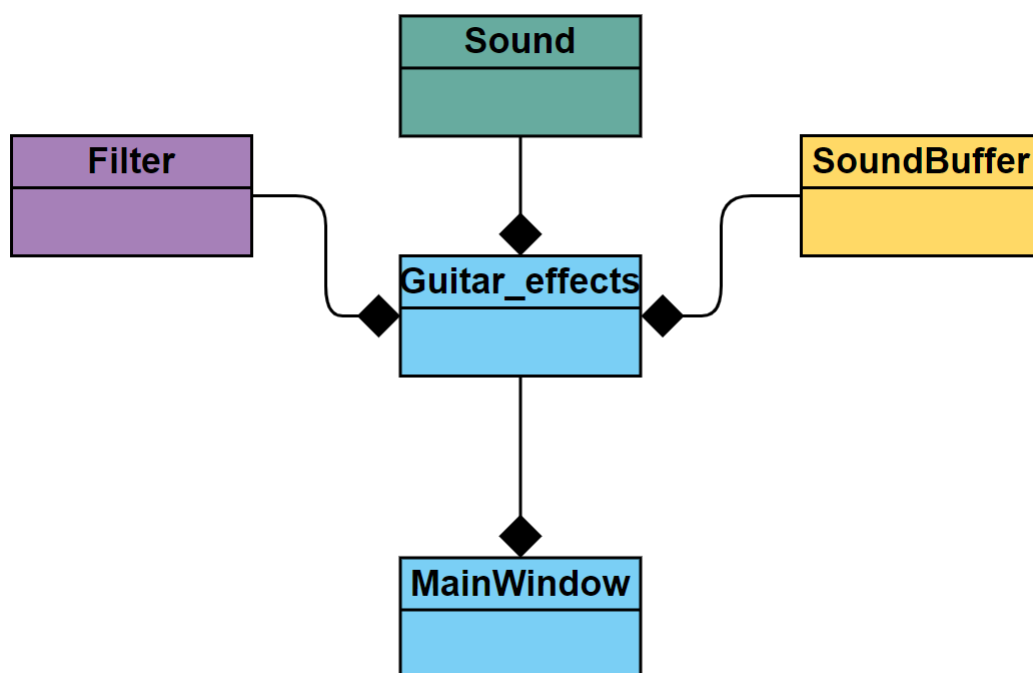 Sound
Filter
SoundBuffer
Guitar_effects
MainWindow